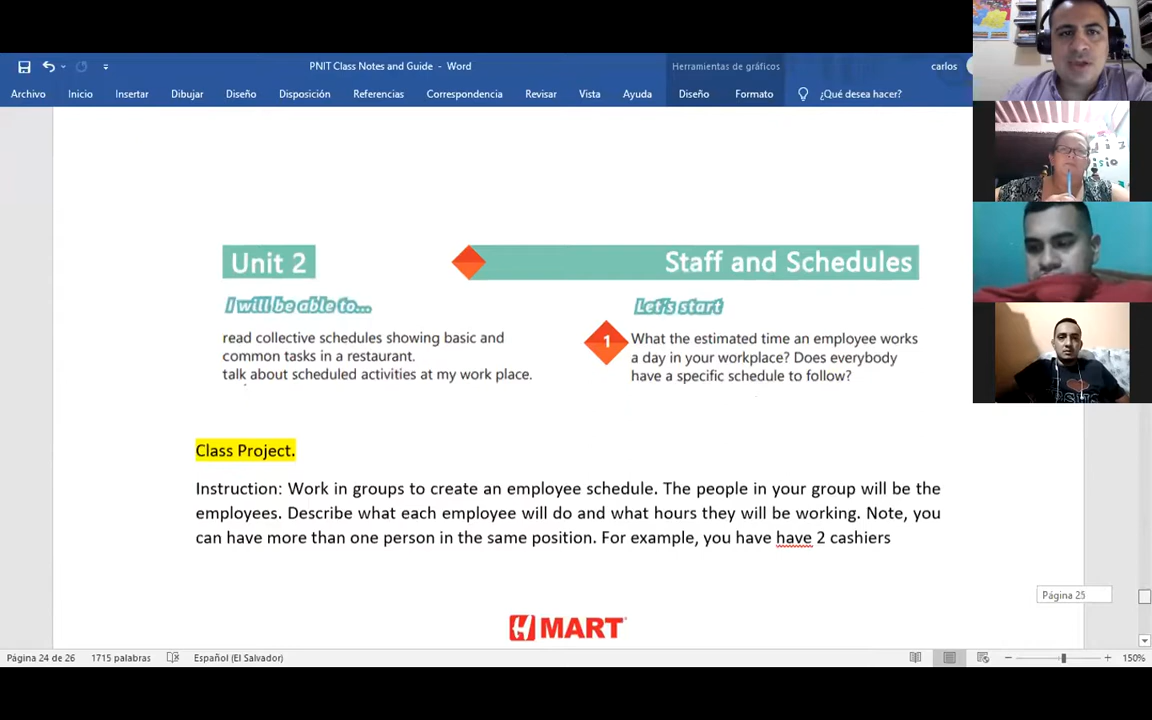 PNIT Class Notes and Guide - Word
Herramientas de gráficos
carlos
Archivo Inicio Insertar Dibujar Diseño Disposición Referencias Correspondencia Revisar Vista Ayuda Diseño Formato ¿Qué desea hacer?
Unit 2
Staff and Schedules
I will be able to...
read collective schedules showing basic and
common tasks in a restaurant.
talk about scheduled activities at my work place.
Let's start
1
What the estimated time an employee works
a day in your workplace? Does everybody
have a specific schedule to follow?
Class Project.
Instruction: Work in groups to create an employee schedule. The people in your group will be the
employees. Describe what each employee will do and what hours they will be working. Note, you
can have more than one person in the same position. For example, you have have 2 cashiers
H MART
Página 25
Página 24 de 26 1715 palabras Español (El Salvador) 150%